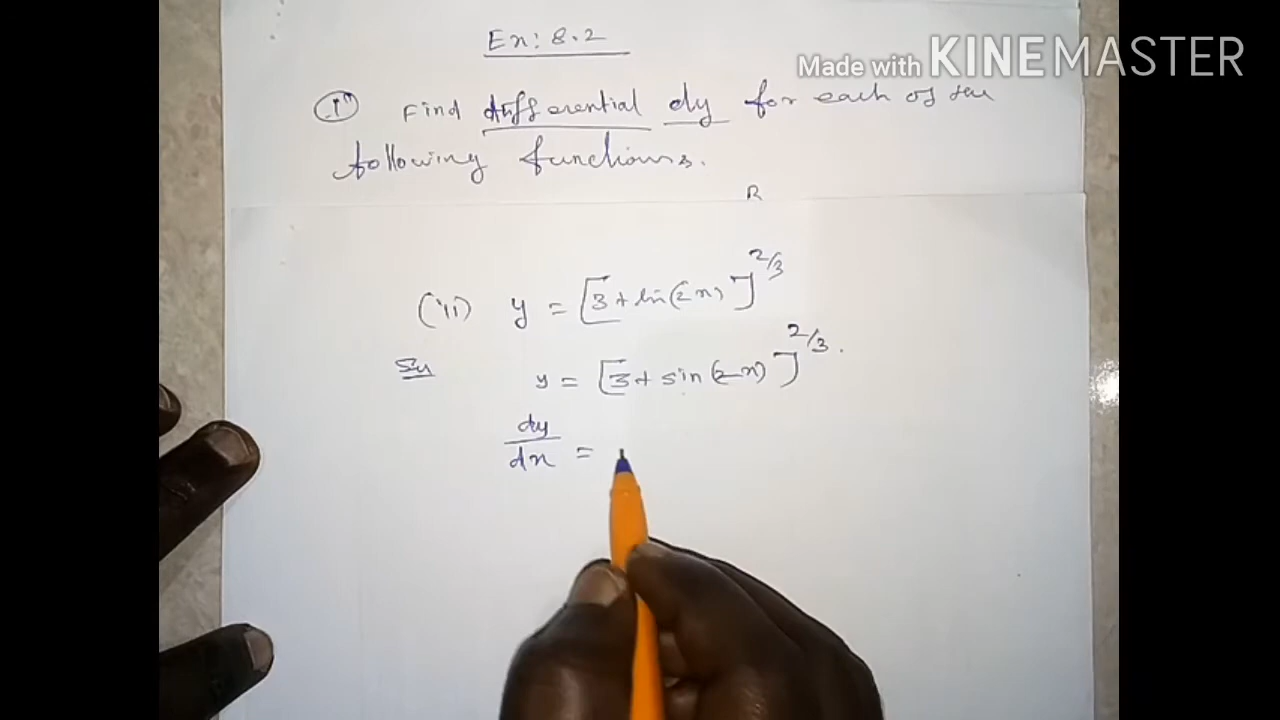 Ex: 8.2
Made with KINEMASTER
① Find differential dy for each of the
following functions.
R
(ii) y = [3 + sin(2x)]^2/3
y = [3 + sin(2x)]^2/3.
dy/dx =